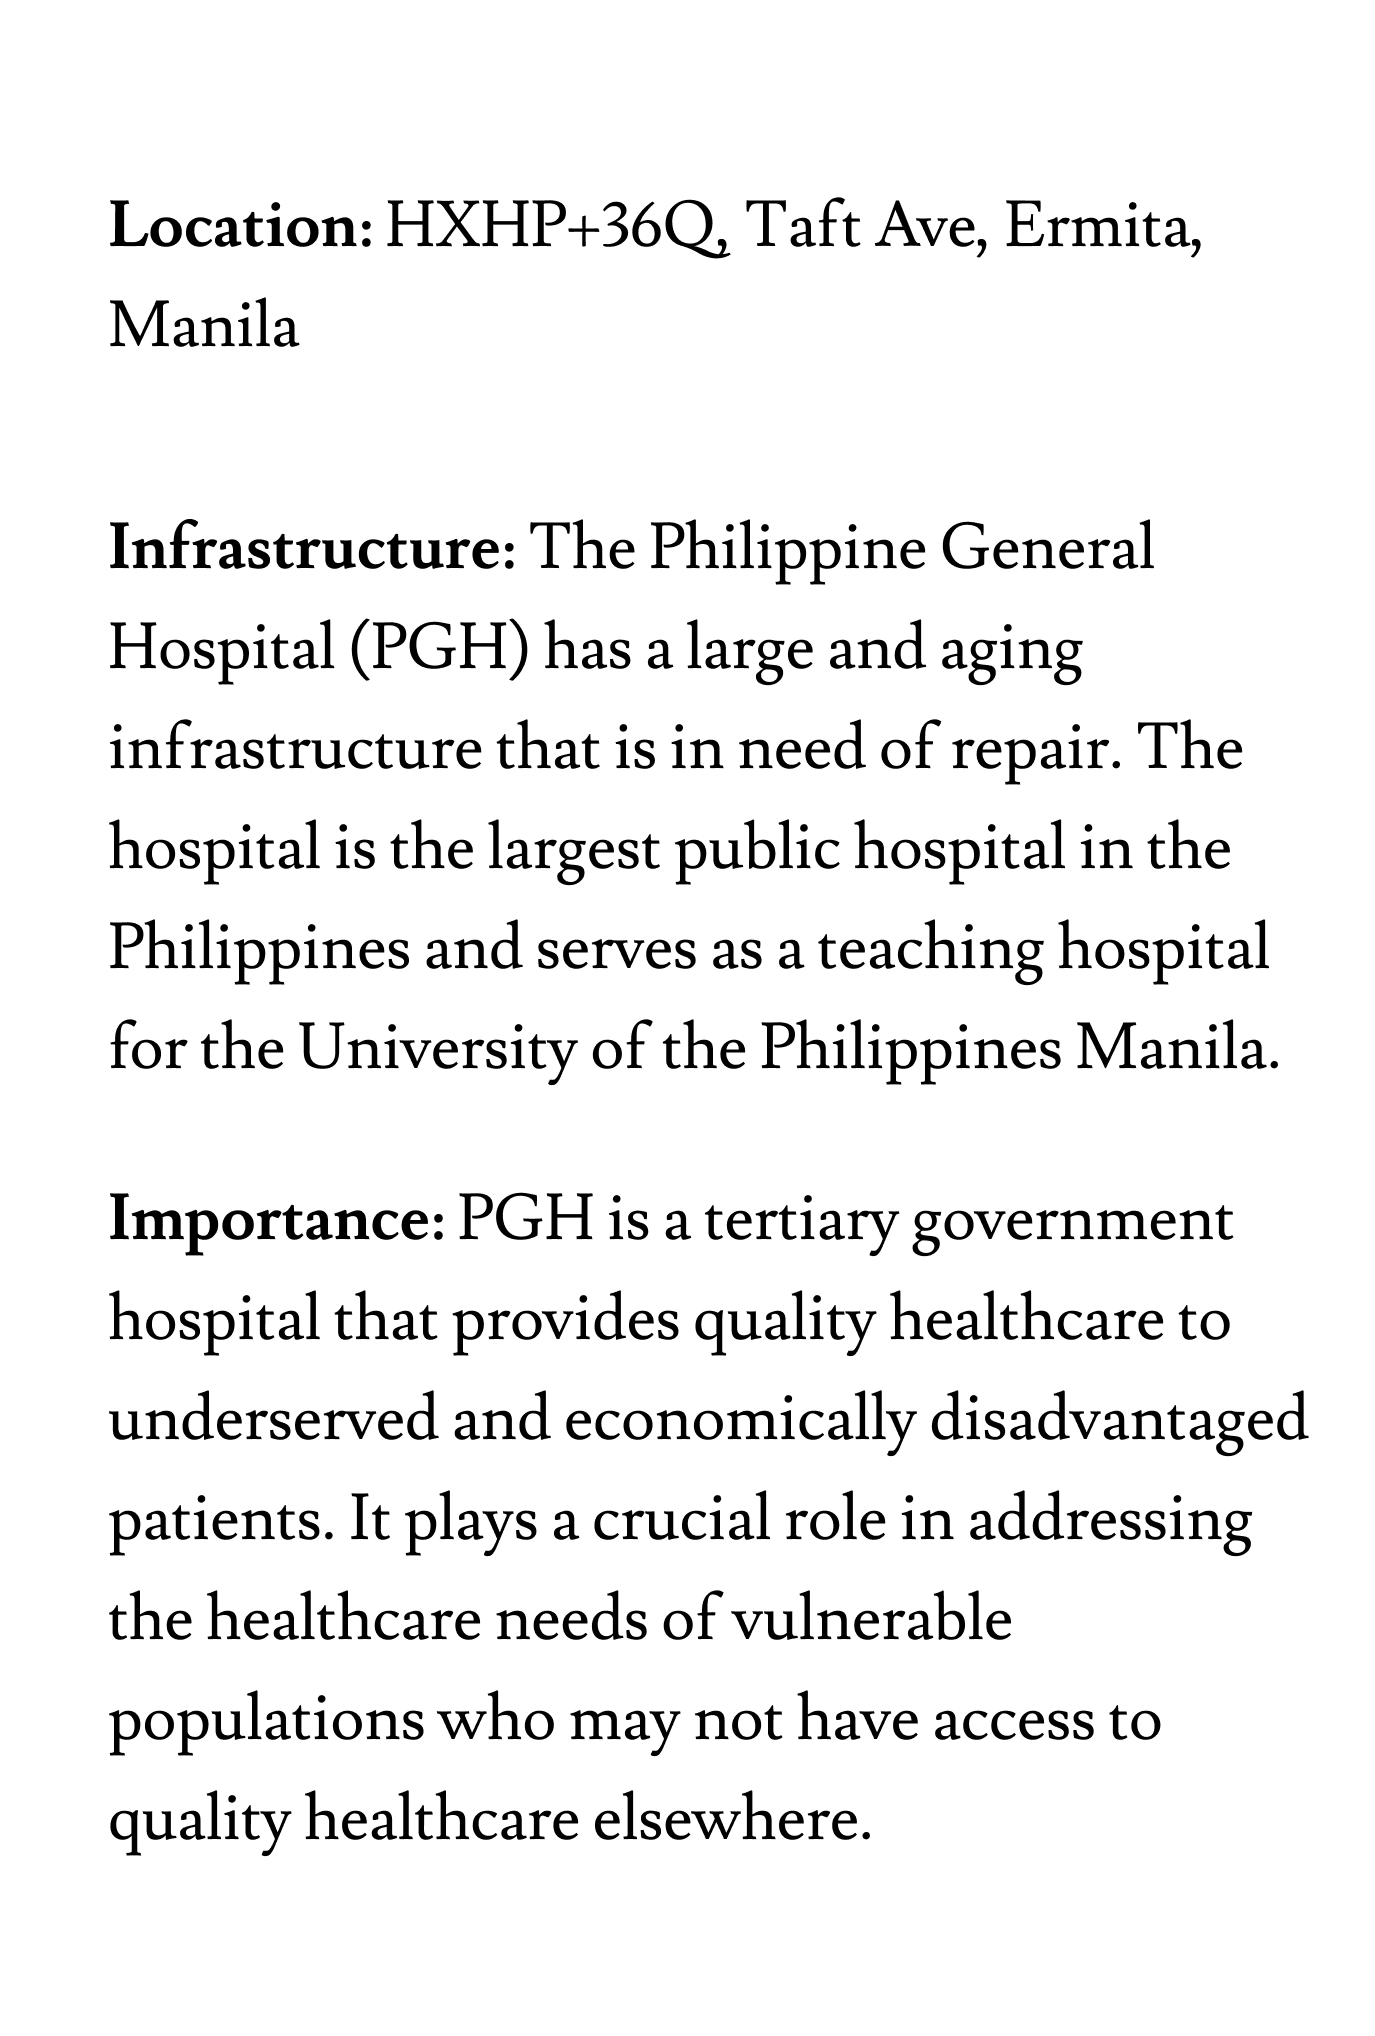 Location: HXHP+36Q, Taft Ave, Ermita,
Manila
Infrastructure: The Philippine General
Hospital (PGH) has a large and aging
infrastructure that is in need of repair. The
hospital is the largest public hospital in the
Philippines and serves as a teaching hospital
for the University of the Philippines Manila.
Importance: PGH is a tertiary government
hospital that provides quality healthcare to
underserved and economically disadvantaged
patients. It plays a crucial role in addressing
the healthcare needs of vulnerable
populations who may not have access to
quality healthcare elsewhere.